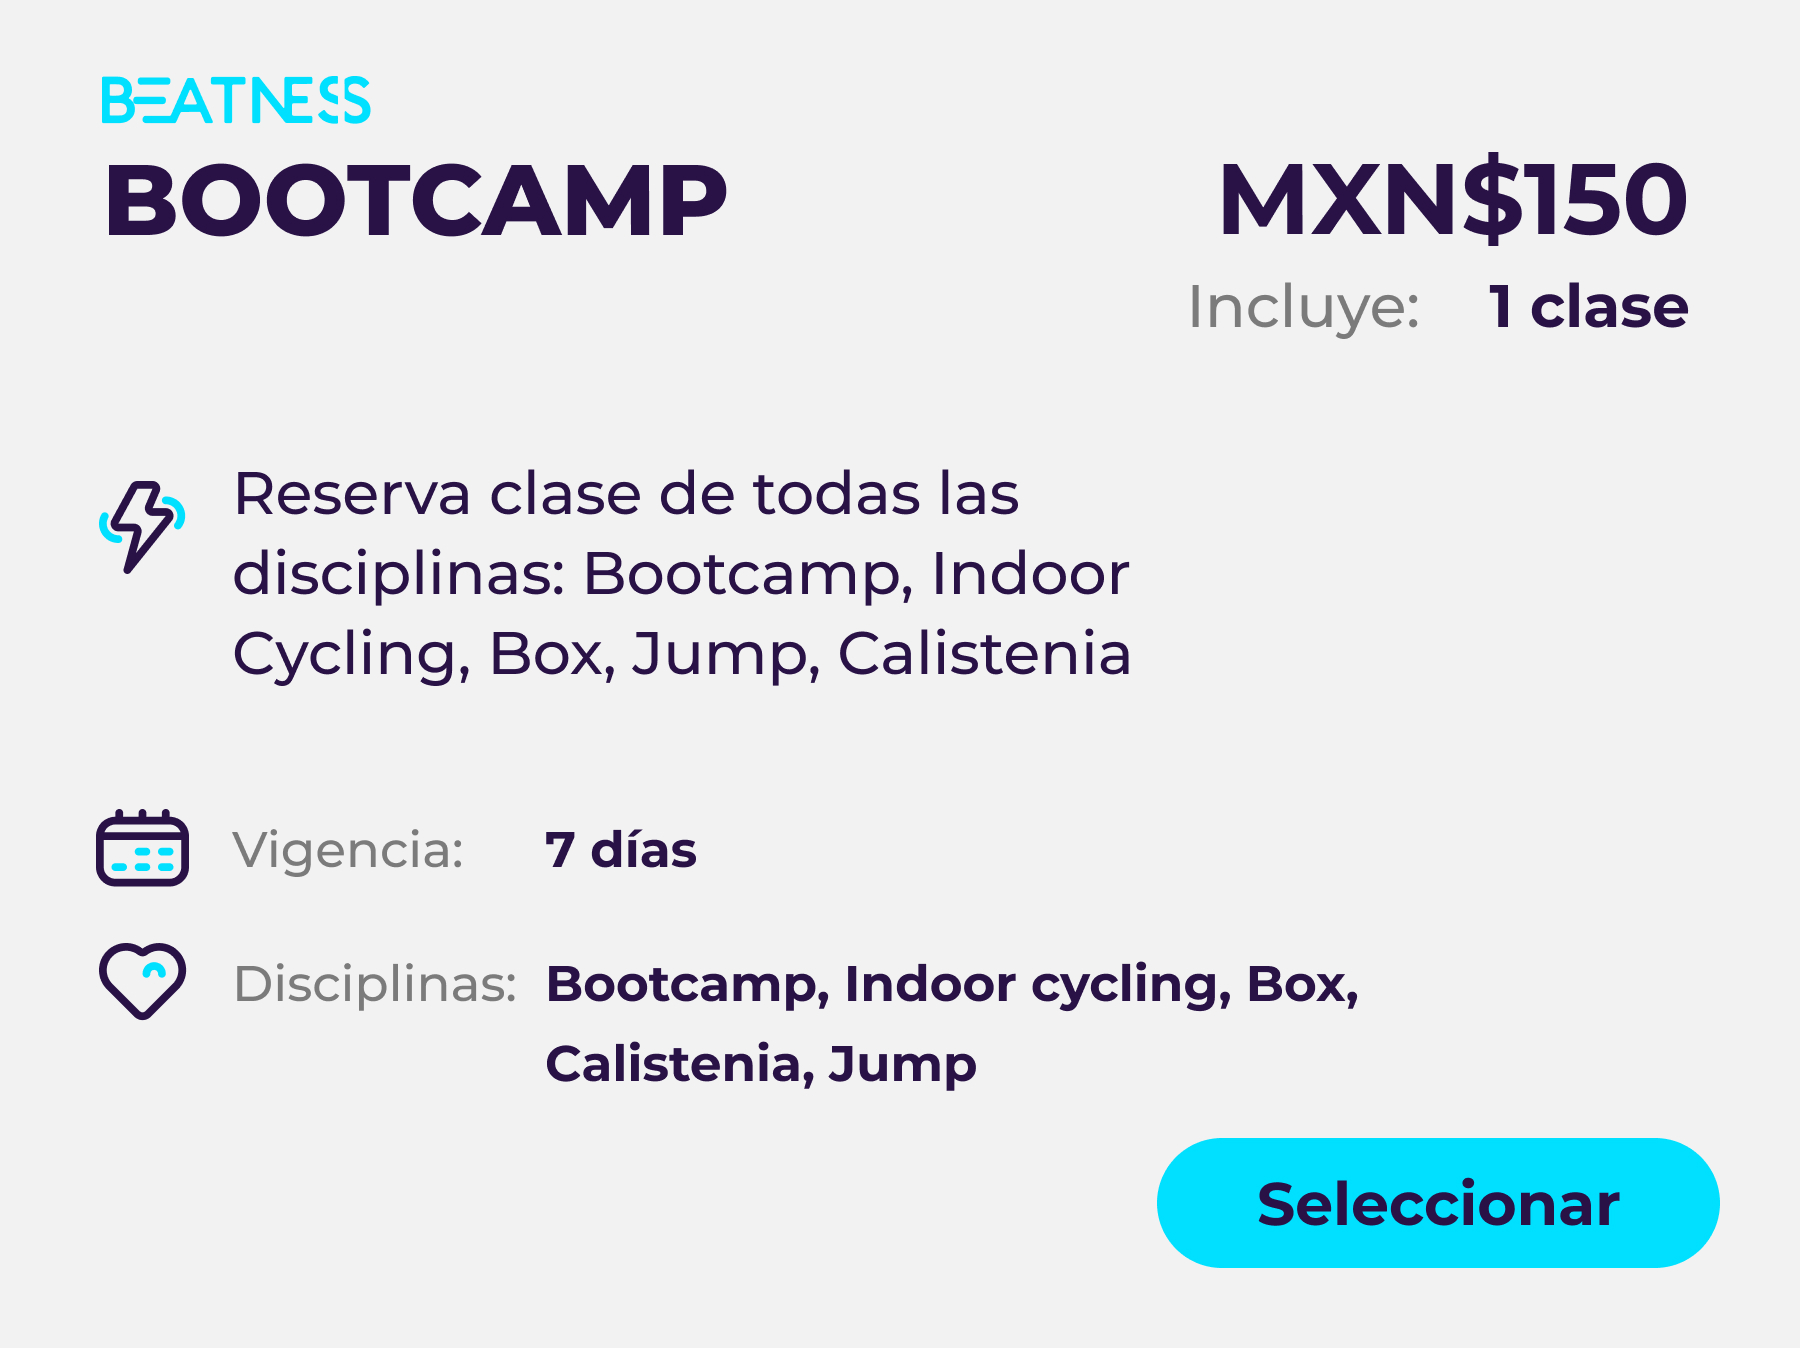 BEATNESS
BOOTCAMP
MXN$150
Incluye: 1 clase
Reserva clase de todas las
disciplinas: Bootcamp, Indoor
Cycling, Box, Jump, Calistenia
Vigencia: 7 días
Disciplinas: Bootcamp, Indoor cycling, Box,
Calistenia, Jump
Seleccionar